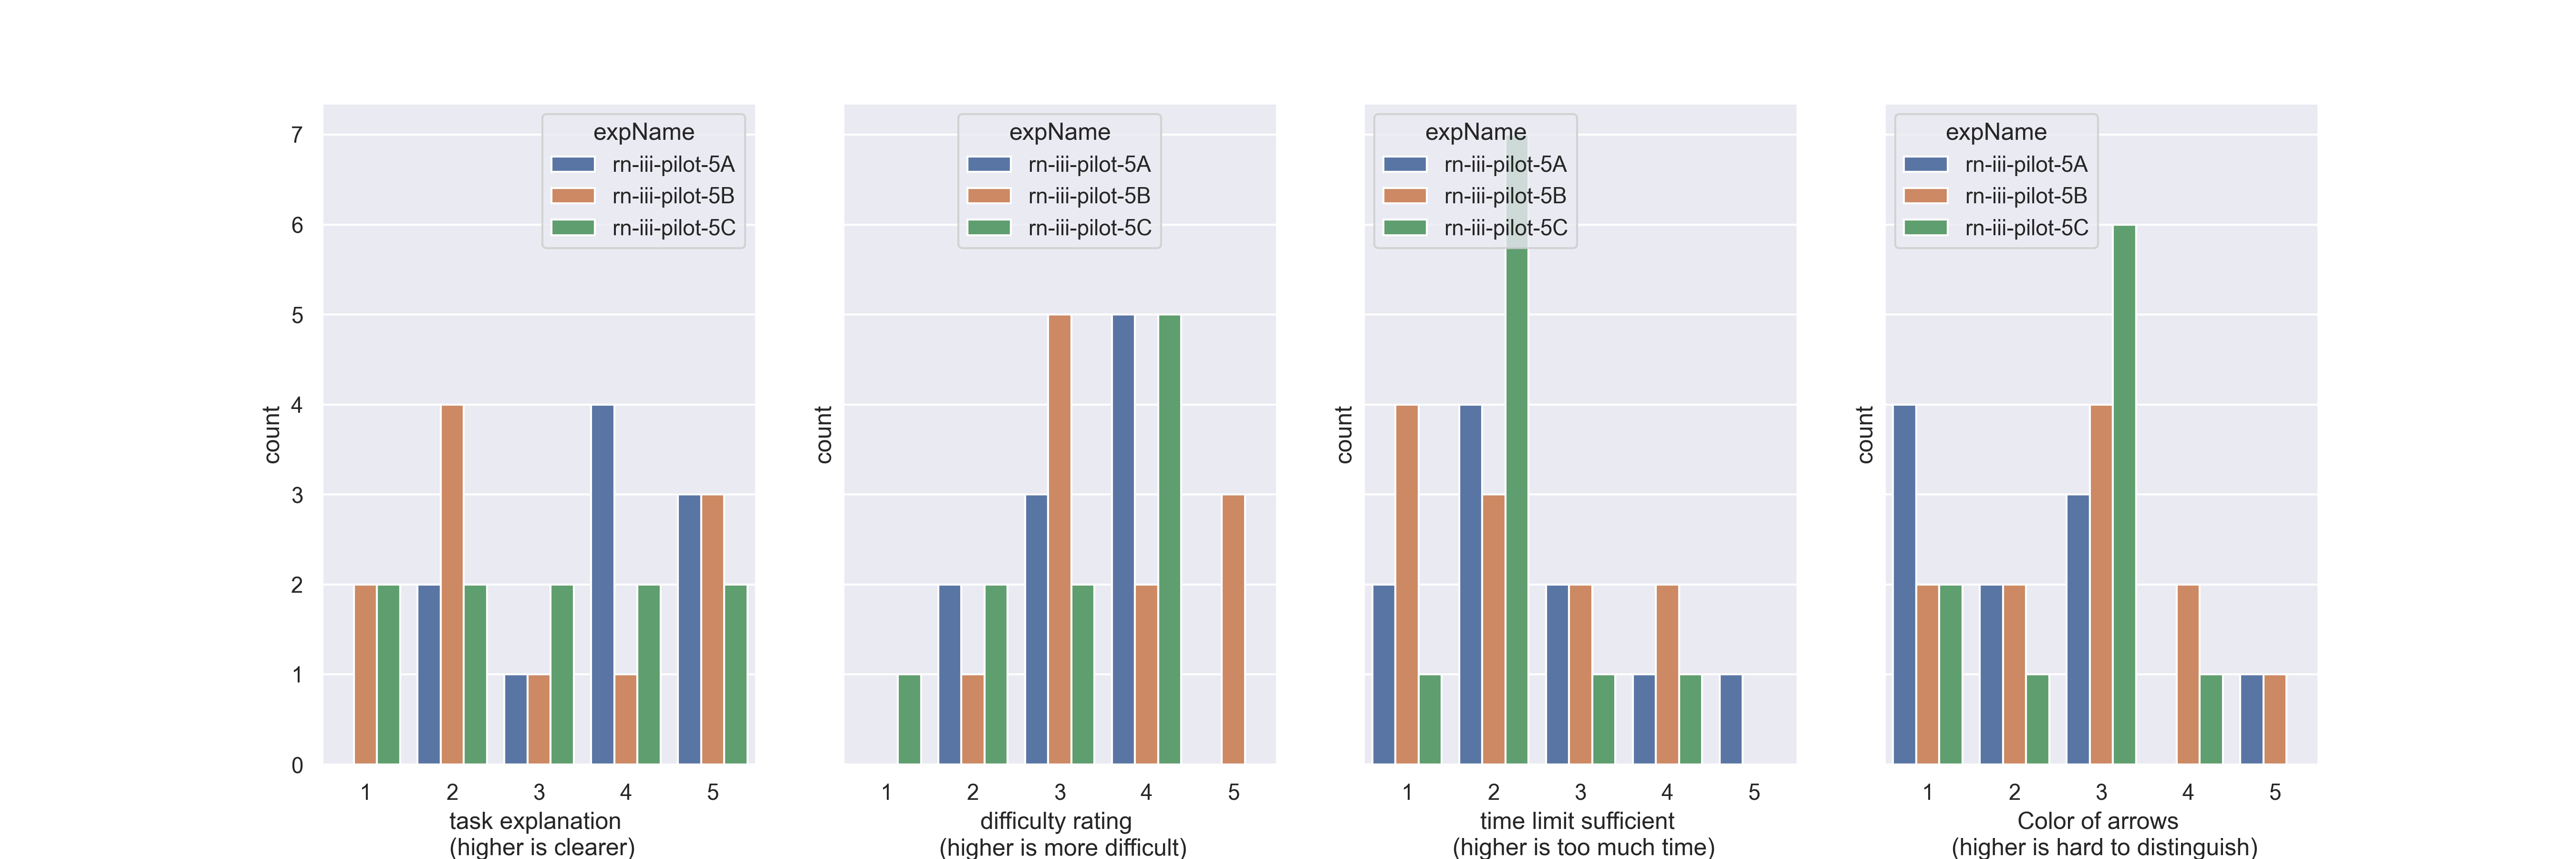 7
6
5
4
3
2
1
0
count
expName
rn-iii-pilot-5A
rn-iii-pilot-5B
rn-iii-pilot-5C
1 2 3 4 5
task explanation
(higher is clearer)
count
expName
rn-iii-pilot-5A
rn-iii-pilot-5B
rn-iii-pilot-5C
1 2 3 4 5
difficulty rating
(higher is more difficult)
count
expName
rn-iii-pilot-5A
rn-iii-pilot-5B
rn-iii-pilot-5C
1 2 3 4 5
time limit sufficient
(higher is too much time)
count
expName
rn-iii-pilot-5A
rn-iii-pilot-5B
rn-iii-pilot-5C
1 2 3 4 5
Color of arrows
(higher is hard to distinguish)